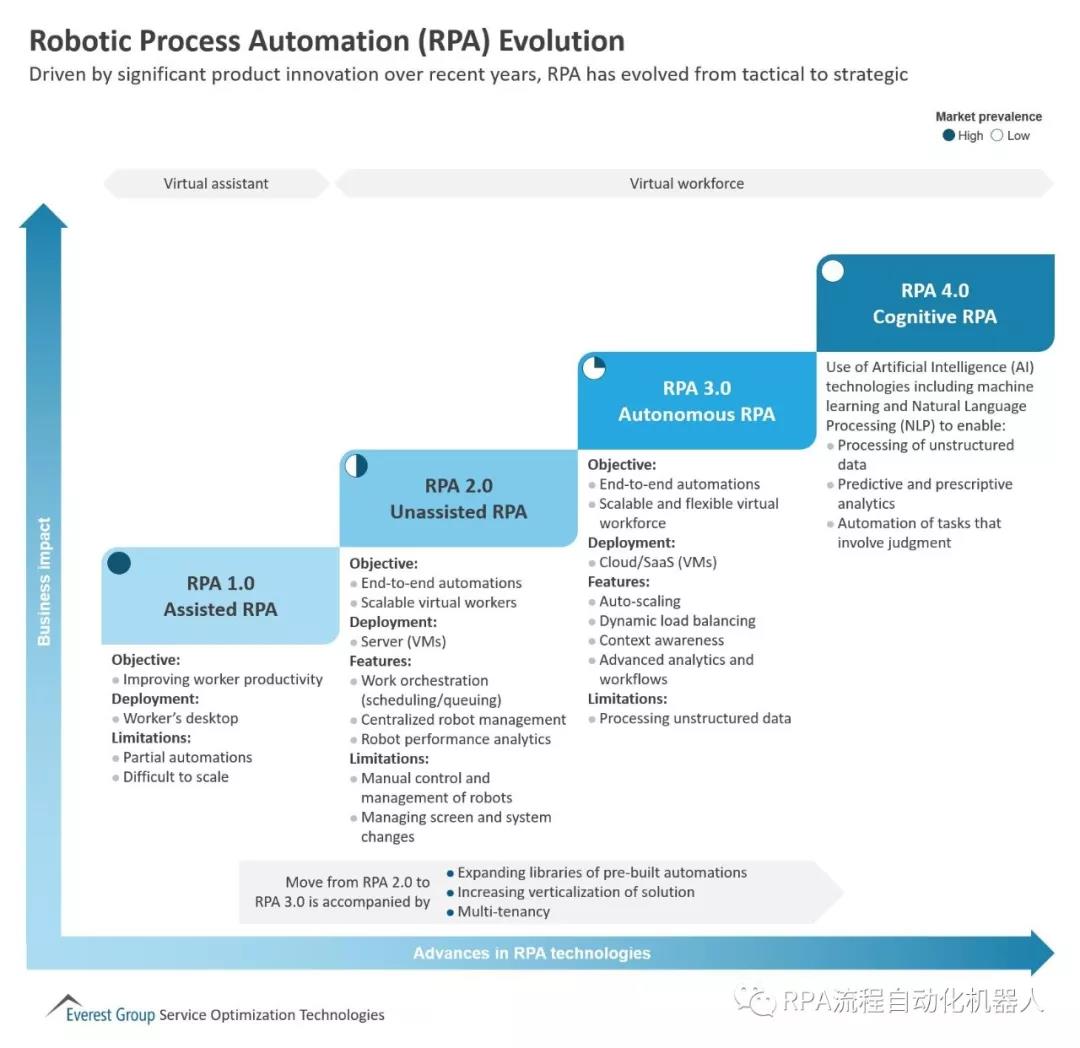 Robotic Process Automation (RPA) Evolution
Driven by significant product innovation over recent years, RPA has evolved from tactical to strategic
Market prevalence
High Low
Virtual assistant
Virtual workforce
Business impact
RPA 1.0
Assisted RPA
Objective:
Improving worker productivity
Deployment:
Worker's desktop
Limitations:
Partial automations
Difficult to scale
RPA 2.0
Unassisted RPA
Objective:
End-to-end automations
Scalable virtual workers
Deployment:
Server (VMs)
Features:
Work orchestration
(scheduling/queuing)
Centralized robot management
Robot performance analytics
Limitations:
Manual control and
management of robots
Managing screen and system
changes
RPA 3.0
Autonomous RPA
Objective:
End-to-end automations
Scalable and flexible virtual
workforce
Deployment:
Cloud/SaaS (VMs)
Features:
Auto-scaling
Dynamic load balancing
Context awareness
Advanced analytics and
workflows
Limitations:
Processing unstructured data
RPA 4.0
Cognitive RPA
Use of Artificial Intelligence (AI)
technologies including machine
learning and Natural Language
Processing (NLP) to enable:
Processing of unstructured
data
Predictive and prescriptive
analytics
Automation of tasks that
involve judgment
Move from RPA 2.0 to
RPA 3.0 is accompanied by
Expanding libraries of pre-built automations
Increasing verticalization of solution
Multi-tenancy
Advances in RPA technologies
Everest Group Service Optimization Technologies
RPA流程自动化机器人